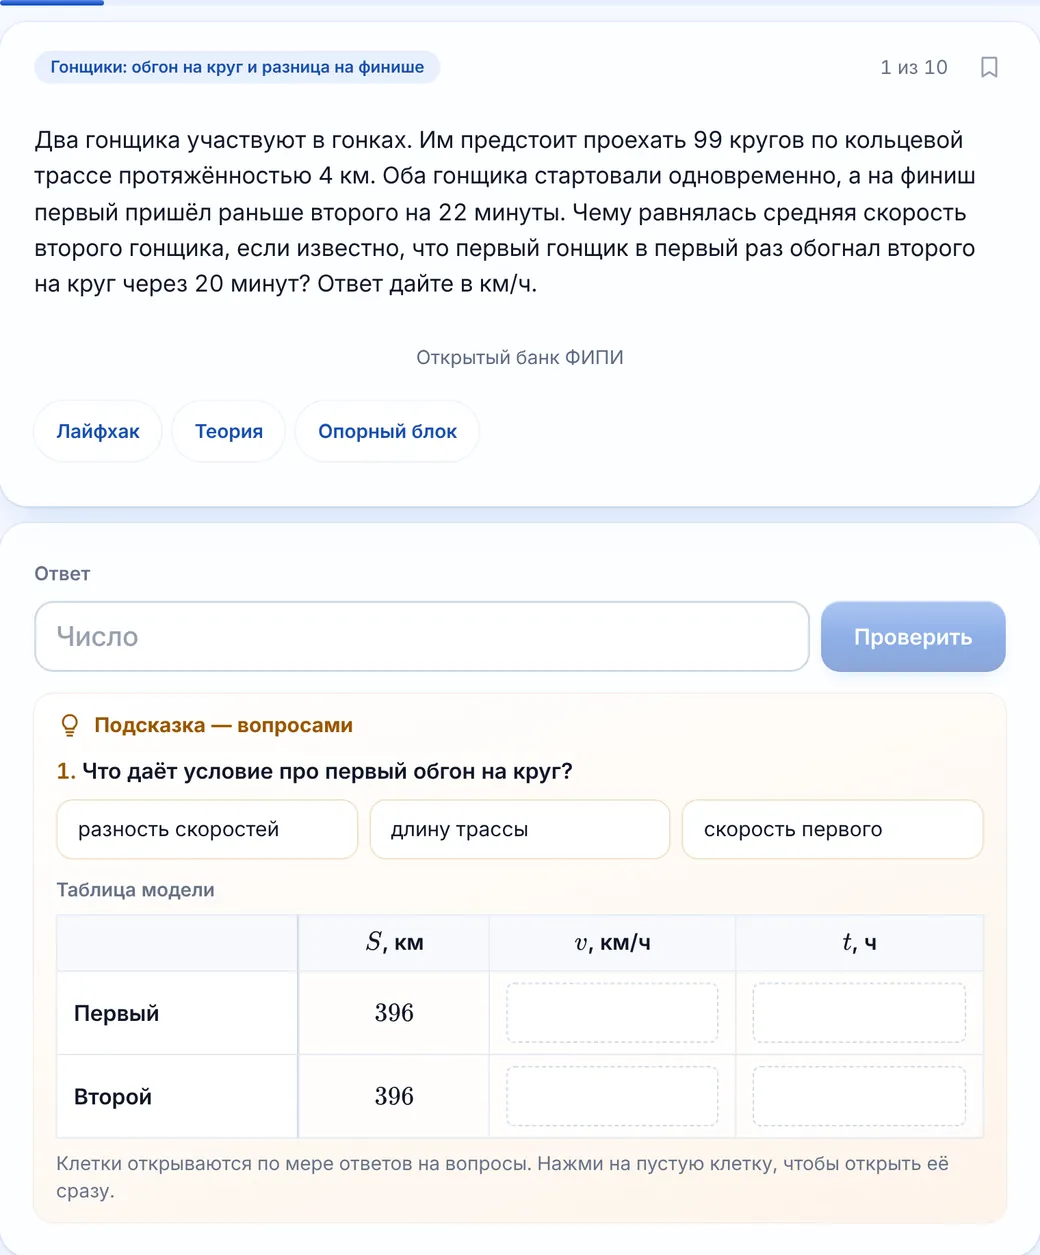 Гонщики: обгон на круг и разница на финише
1 из 10
Два гонщика участвуют в гонках. Им предстоит проехать 99 кругов по кольцевой
трассе протяжённостью 4 км. Оба гонщика стартовали одновременно, а на финиш
первый пришёл раньше второго на 22 минуты. Чему равнялась средняя скорость
второго гонщика, если известно, что первый гонщик в первый раз обогнал второго
на круг через 20 минут? Ответ дайте в км/ч.
Открытый банк ФИПИ
Лайфхак
Теория
Опорный блок
Ответ
Число
Проверить
Подсказка — вопросами
1. Что даёт условие про первый обгон на круг?
разность скоростей
длину трассы
скорость первого
Таблица модели
S, км
v, км/ч
t, ч
Первый
396
Второй
396
Клетки открываются по мере ответов на вопросы. Нажми на пустую клетку, чтобы открыть её
сразу.